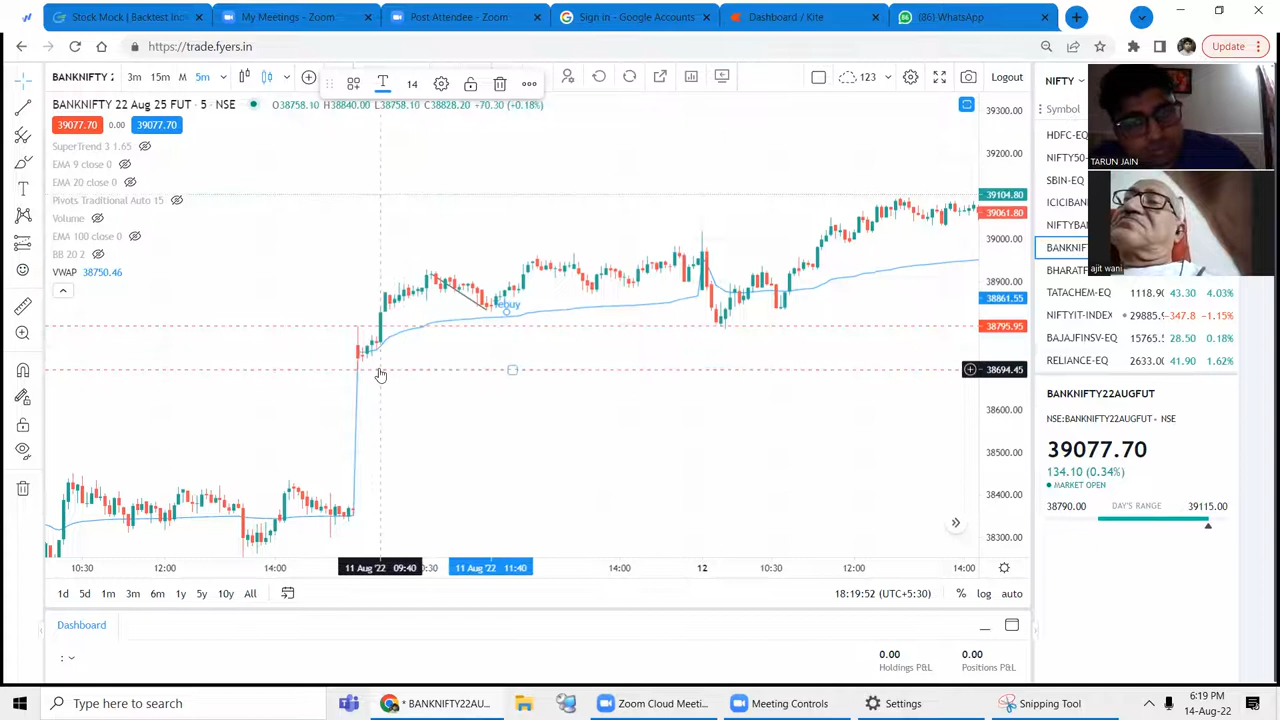 Stock Mock | Backtest Ind
My Meetings - Zoom
Post Attendee - Zoom
Sign in - Google Accounts
Dashboard / Kite
(86) WhatsApp
https://trade.fyers.in
Update
BANKNIFTY 2
3m
15m
M
5m
14
123
Logout
NIFTY
BANKNIFTY 22 Aug 25 FUT · 5 · NSE
O38758.10 H38840.00 L38758.10 C38828.20 +70.30 (+0.18%)
39077.70
0.00
39077.70
SuperTrend 3 1.65
EMA 9 close 0
EMA 20 close 0
Pivots Traditional Auto 15
Volume
EMA 100 close 0
BB 20 2
VWAP 38750.46
rebuy
39300.00
39200.00
39104.80
39061.80
39000.00
38900.00
38861.55
38795.95
38694.45
38600.00
38500.00
38400.00
38300.00
10:30
12:00
14:00
11 Aug '22 09:40
0:30
11 Aug '22 11:40
14:00
12
10:30
12:00
14:00
1d
5d
1m
3m
6m
1y
5y
10y
All
18:19:52 (UTC+5:30)
%
log
auto
Symbol
HDFC-EQ
NIFTY50-
SBIN-EQ
ICICIBAN
NIFTYBA
BANKNIF
BHARATF
TATACHEM-EQ 1118.90 43.30 4.03%
NIFTYIT-INDEX 29885. -347.8 -1.15%
BAJAJFINSV-EQ 15765. 28.50 0.18%
RELIANCE-EQ 2633.0 41.90 1.62%
TARUN JAIN
ajit wani
BANKNIFTY22AUGFUT
NSE:BANKNIFTY22AUGFUT • NSE
39077.70
134.10 (0.34%)
MARKET OPEN
38790.00
DAY'S RANGE
39115.00
Dashboard
:
0.00
Holdings P&L
0.00
Positions P&L
Type here to search
* BANKNIFTY22AU...
Zoom Cloud Meeti...
Meeting Controls
Settings
Snipping Tool
6:19 PM
14-Aug-22